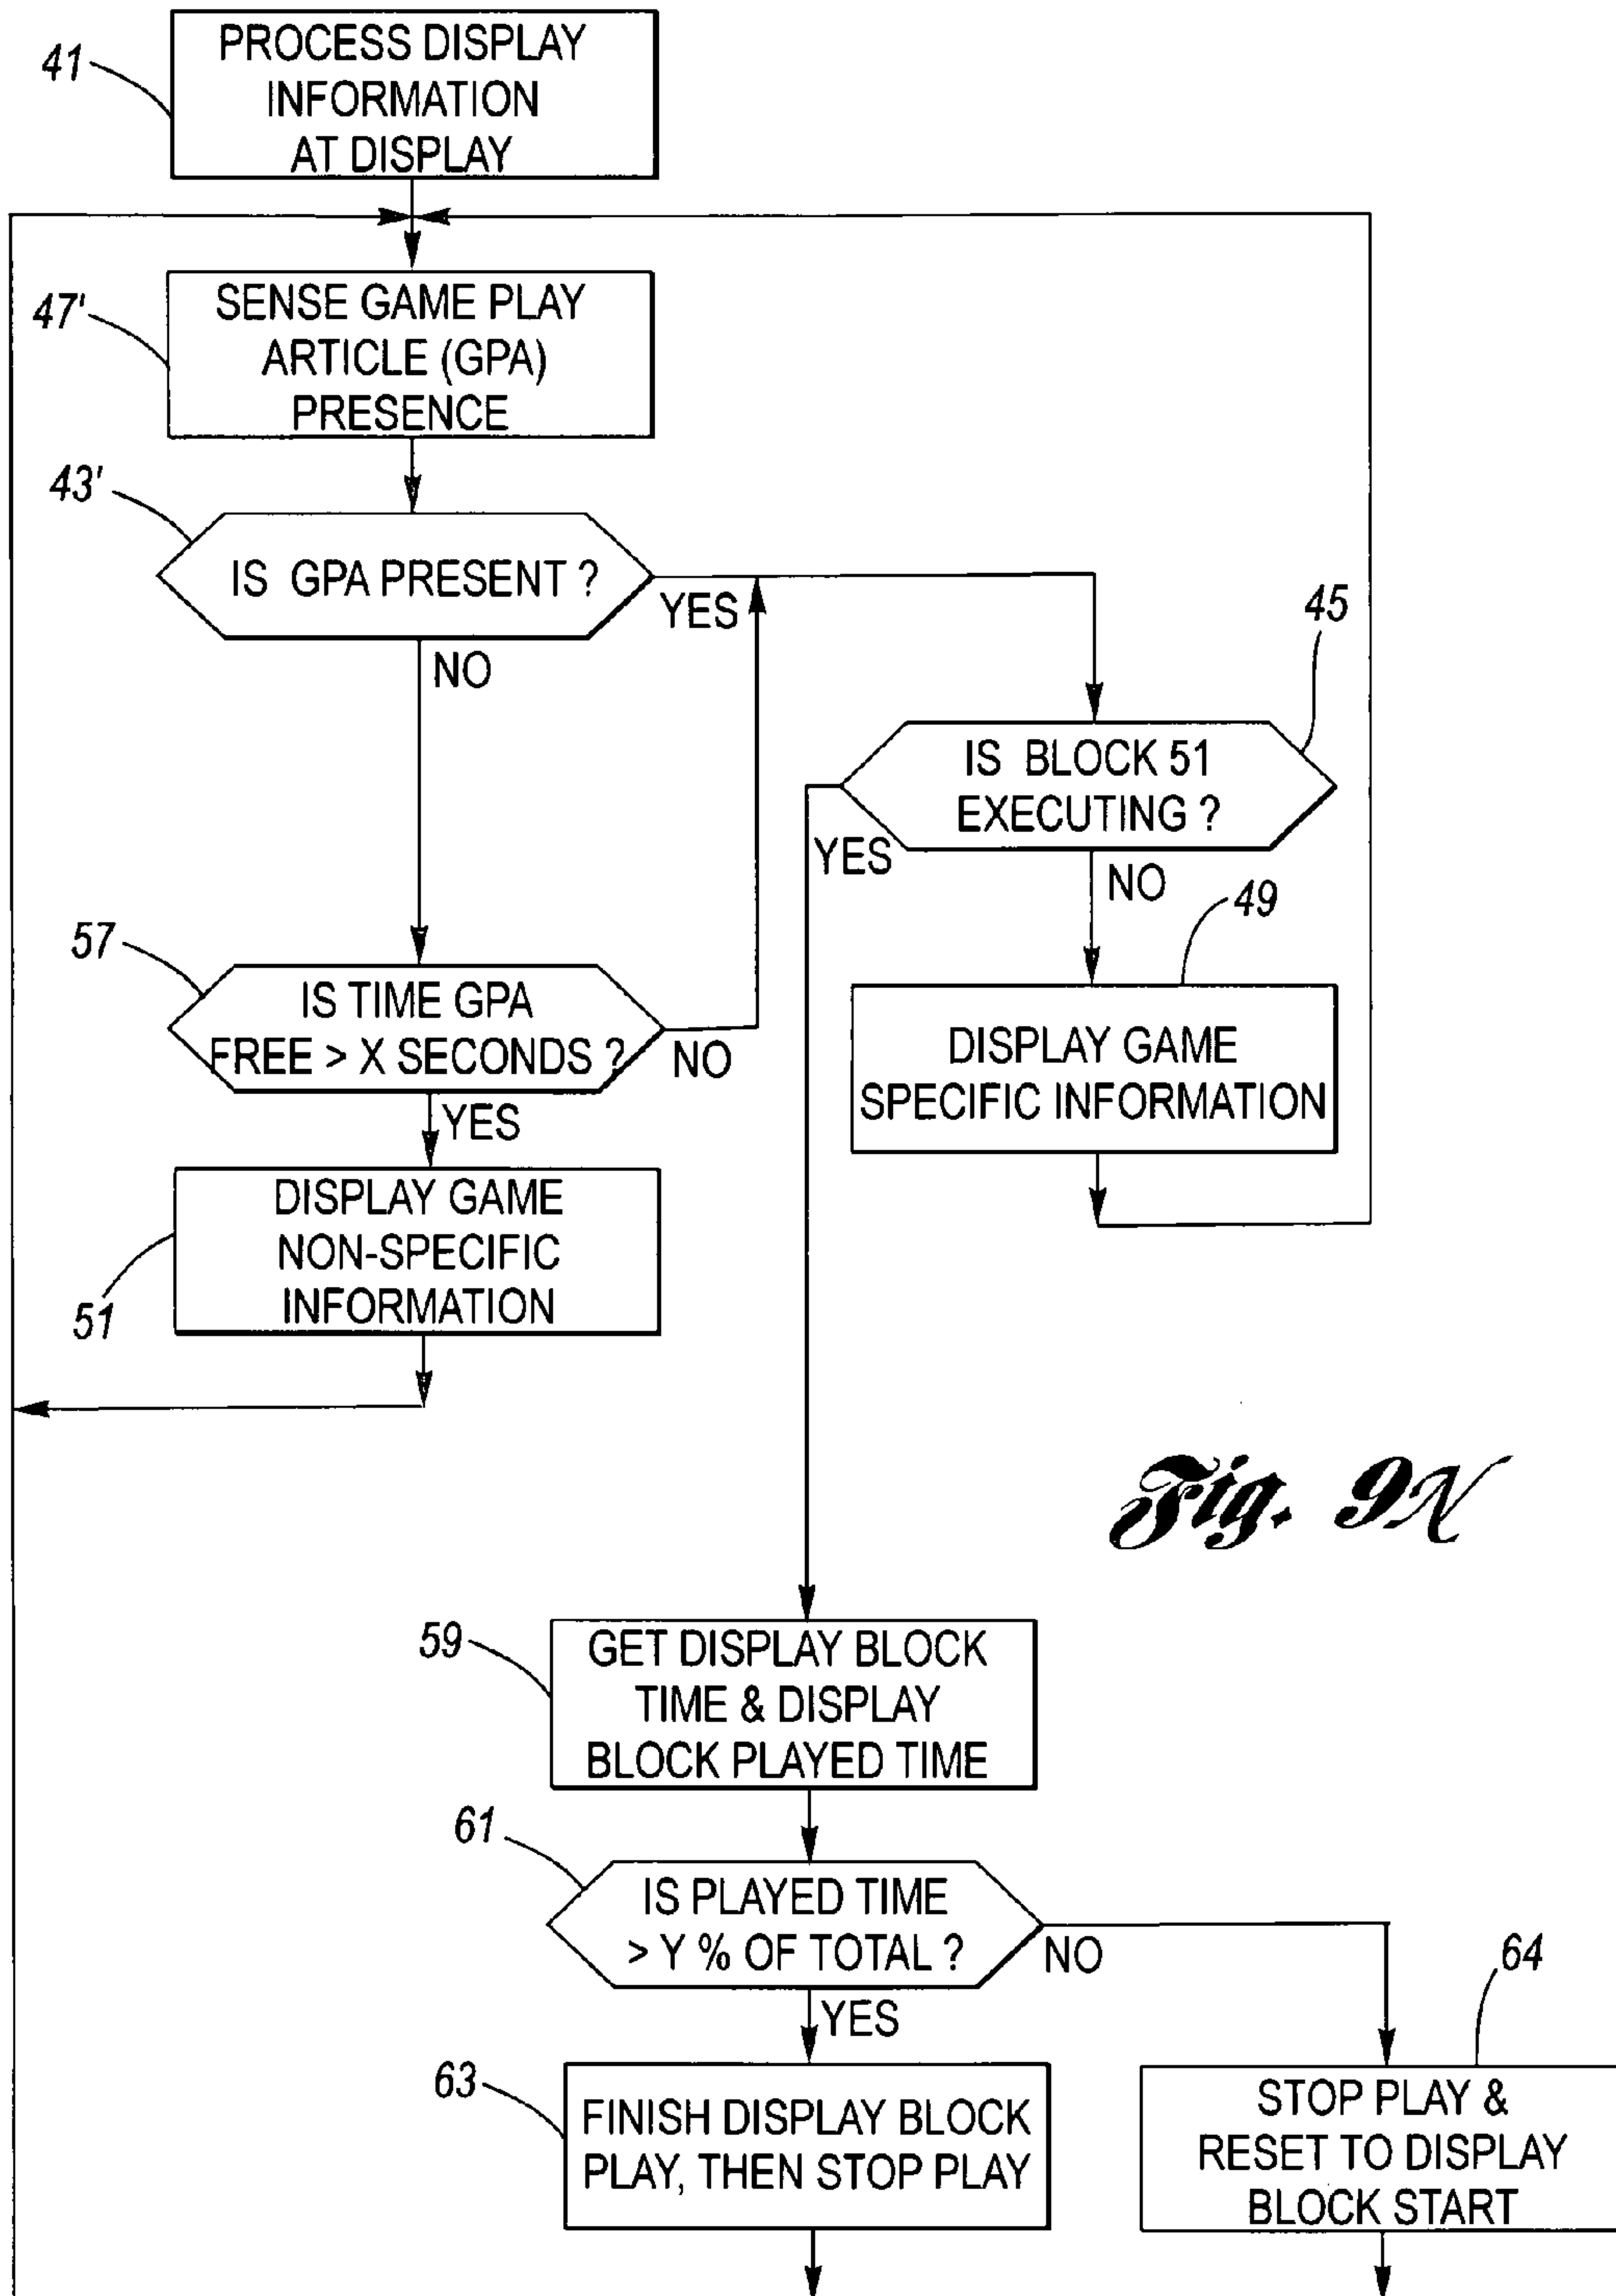 41
PROCESS DISPLAY
INFORMATION
AT DISPLAY
47'
SENSE GAME PLAY
ARTICLE (GPA)
PRESENCE
43'
IS GPA PRESENT ?
YES
NO
45
IS BLOCK 51
EXECUTING ?
YES
NO
49
DISPLAY GAME
SPECIFIC INFORMATION
57
IS TIME GPA
FREE > X SECONDS ?
NO
YES
51
DISPLAY GAME
NON-SPECIFIC
INFORMATION
Fig. 9X
59
GET DISPLAY BLOCK
TIME & DISPLAY
BLOCK PLAYED TIME
61
IS PLAYED TIME
> Y % OF TOTAL ?
NO
YES
63
FINISH DISPLAY BLOCK
PLAY, THEN STOP PLAY
64
STOP PLAY &
RESET TO DISPLAY
BLOCK START